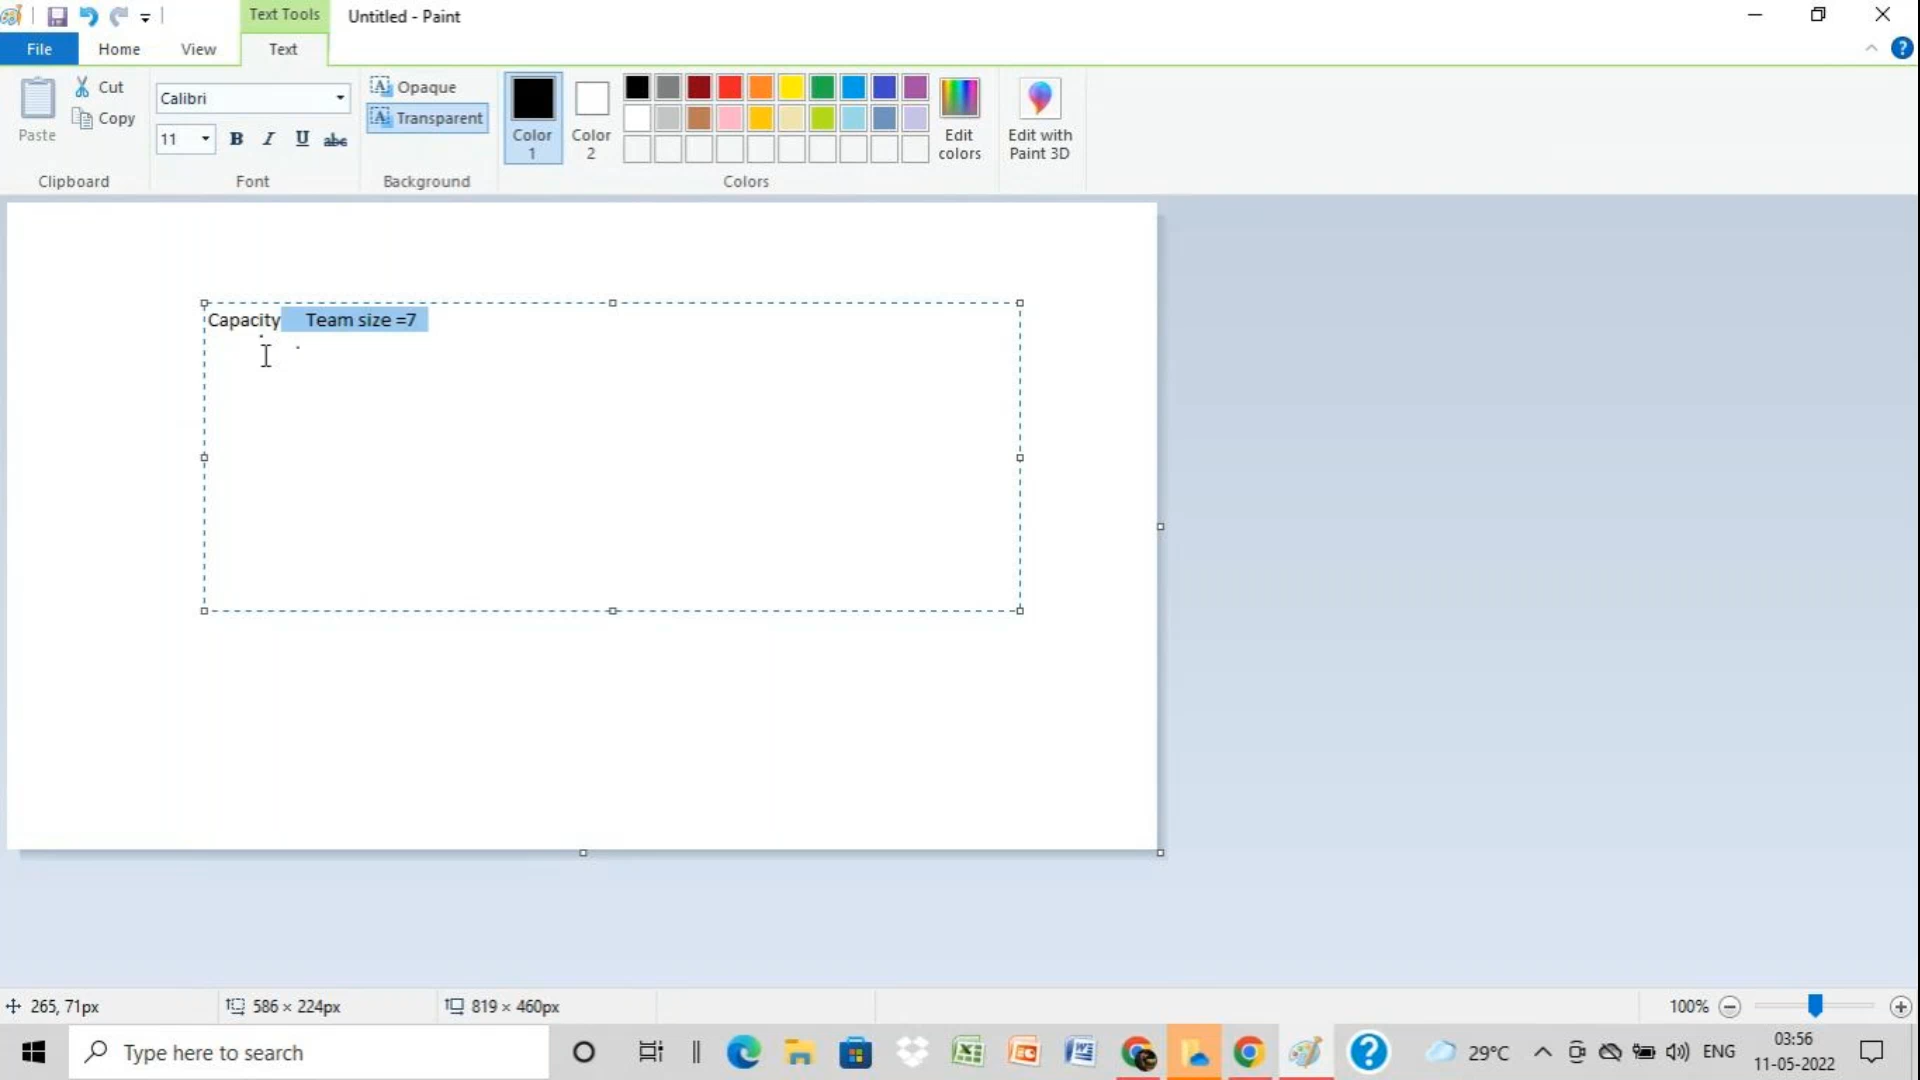 Text Tools
Untitled - Paint
File
Home
View
Text
Paste
Cut
Copy
Clipboard
Calibri
11
B I U abc
Font
Opaque
Transparent
Background
Color 1
Color 2
Edit colors
Colors
Edit with Paint 3D
Capacity Team size =7
265, 71px
586 × 224px
819 × 460px
100%
Type here to search
29°C
ENG
03:56
11-05-2022